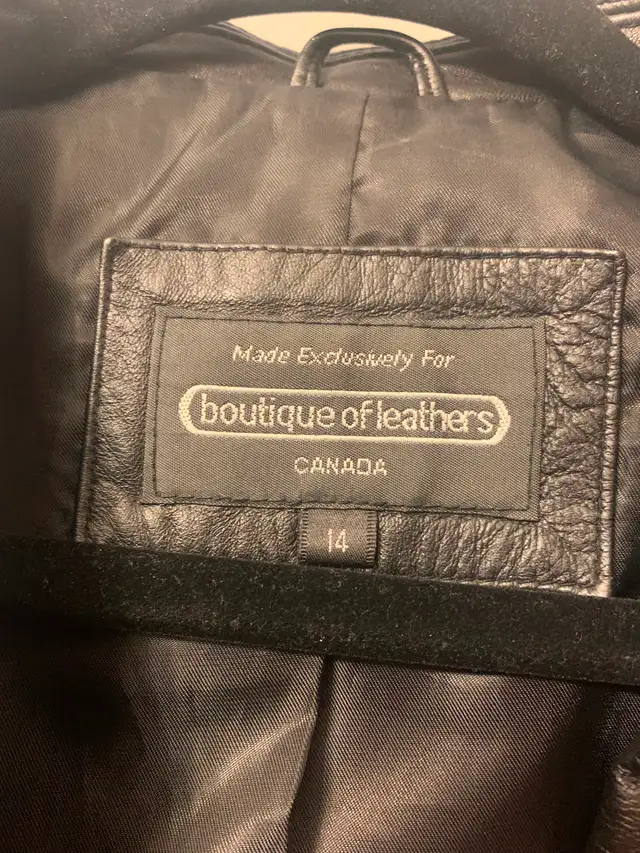 Made Exclusively For
boutique of leathers
CANADA
14